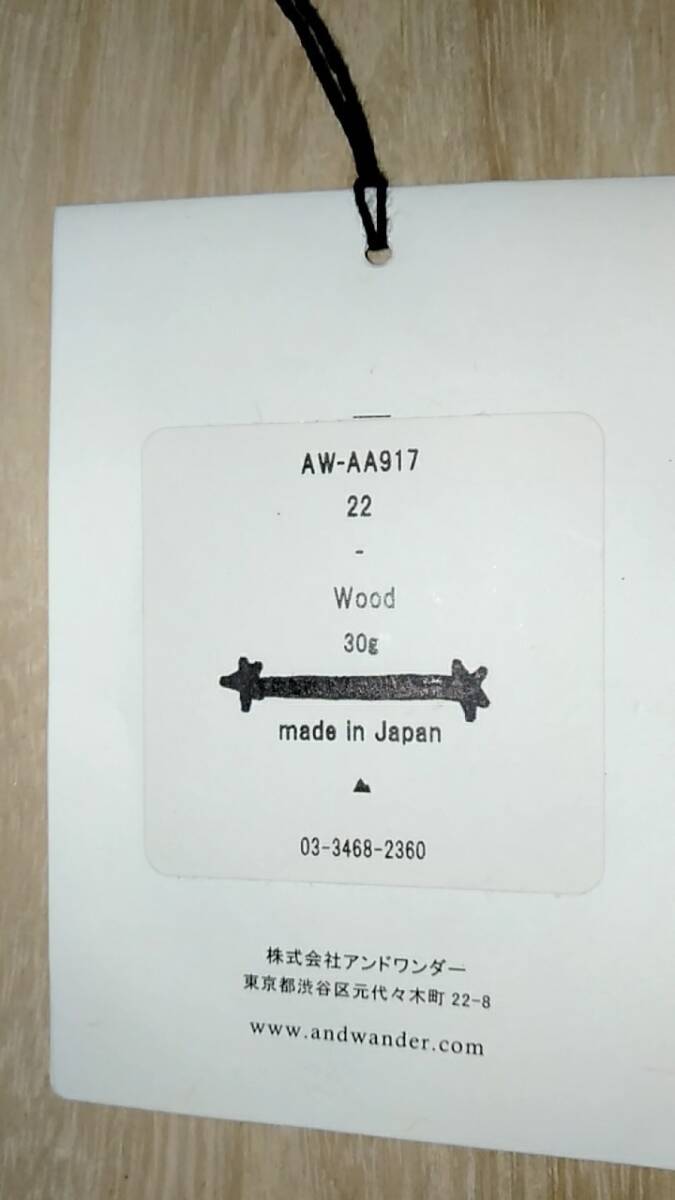 AW-AA917
22
-
Wood
30g
made in Japan
03-3468-2360
株式会社アンドワンダー
東京都渋谷区元代々木町 22-8
www.andwander.com